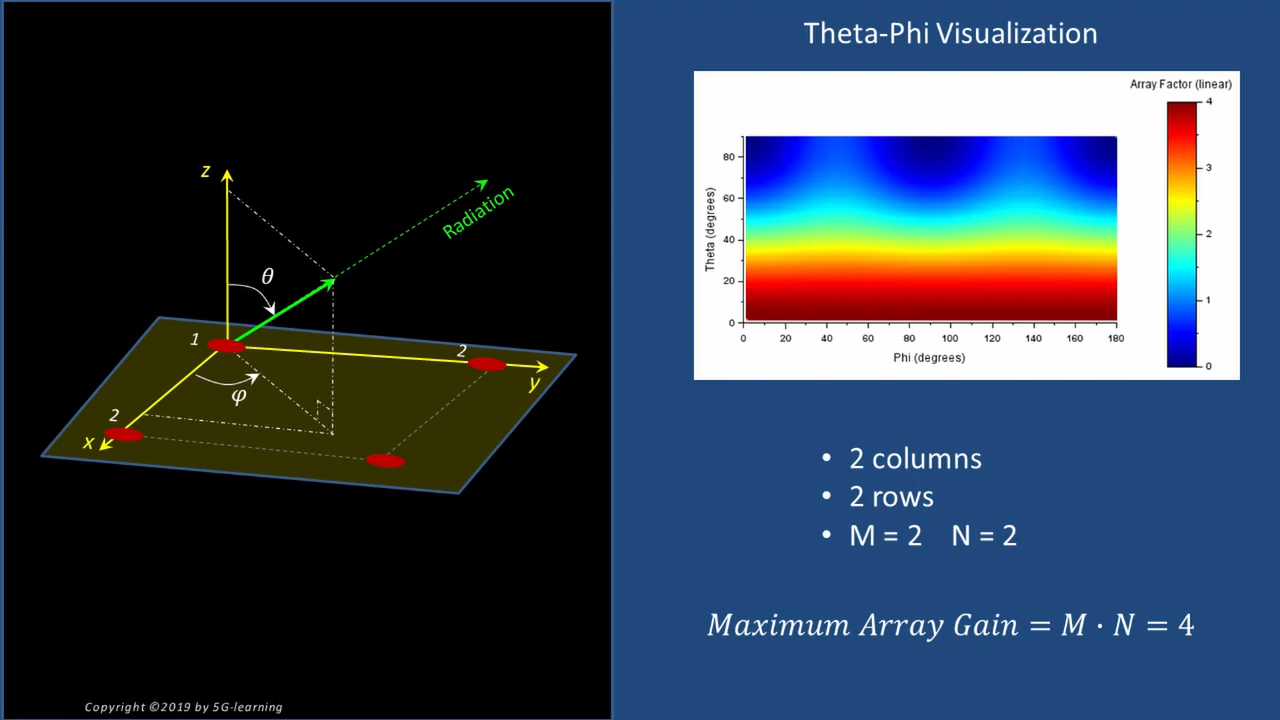 Theta-Phi Visualization
Array Factor (linear)
4
3
2
1
0
80
60
40
20
0
Theta (degrees)
0 20 40 60 80 100 120 140 160 180
Phi (degrees)
z
Radiation
θ
1
2
y
φ
2
x
• 2 columns
• 2 rows
• M = 2 N = 2
Maximum Array Gain = M · N = 4
Copyright ©2019 by 5G-learning